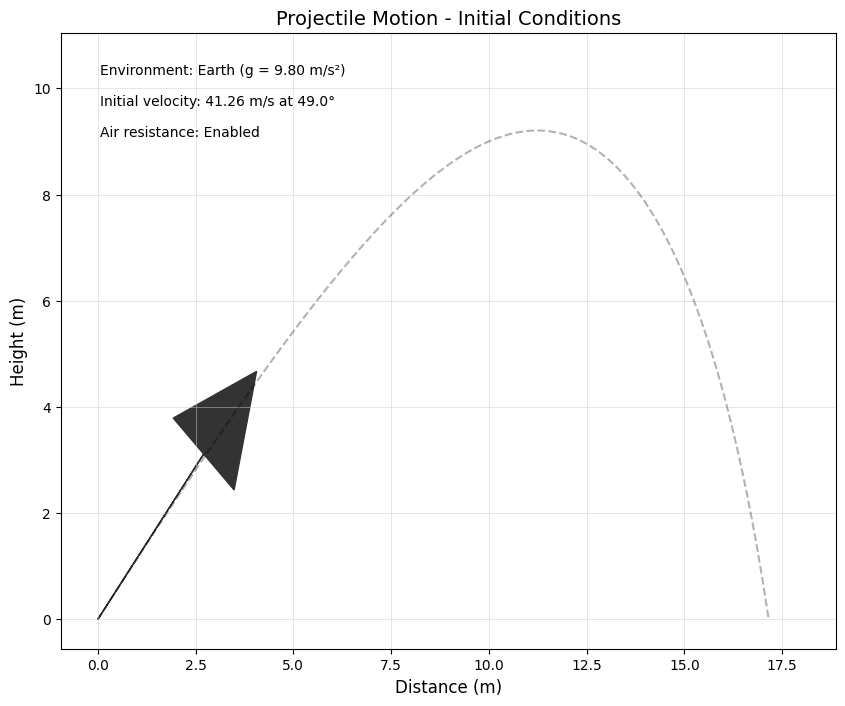 Projectile Motion - Initial Conditions
Environment: Earth (g = 9.80 m/s²)
Initial velocity: 41.26 m/s at 49.0°
Air resistance: Enabled
Height (m)
10
8
6
4
2
0
0.0 2.5 5.0 7.5 10.0 12.5 15.0 17.5
Distance (m)